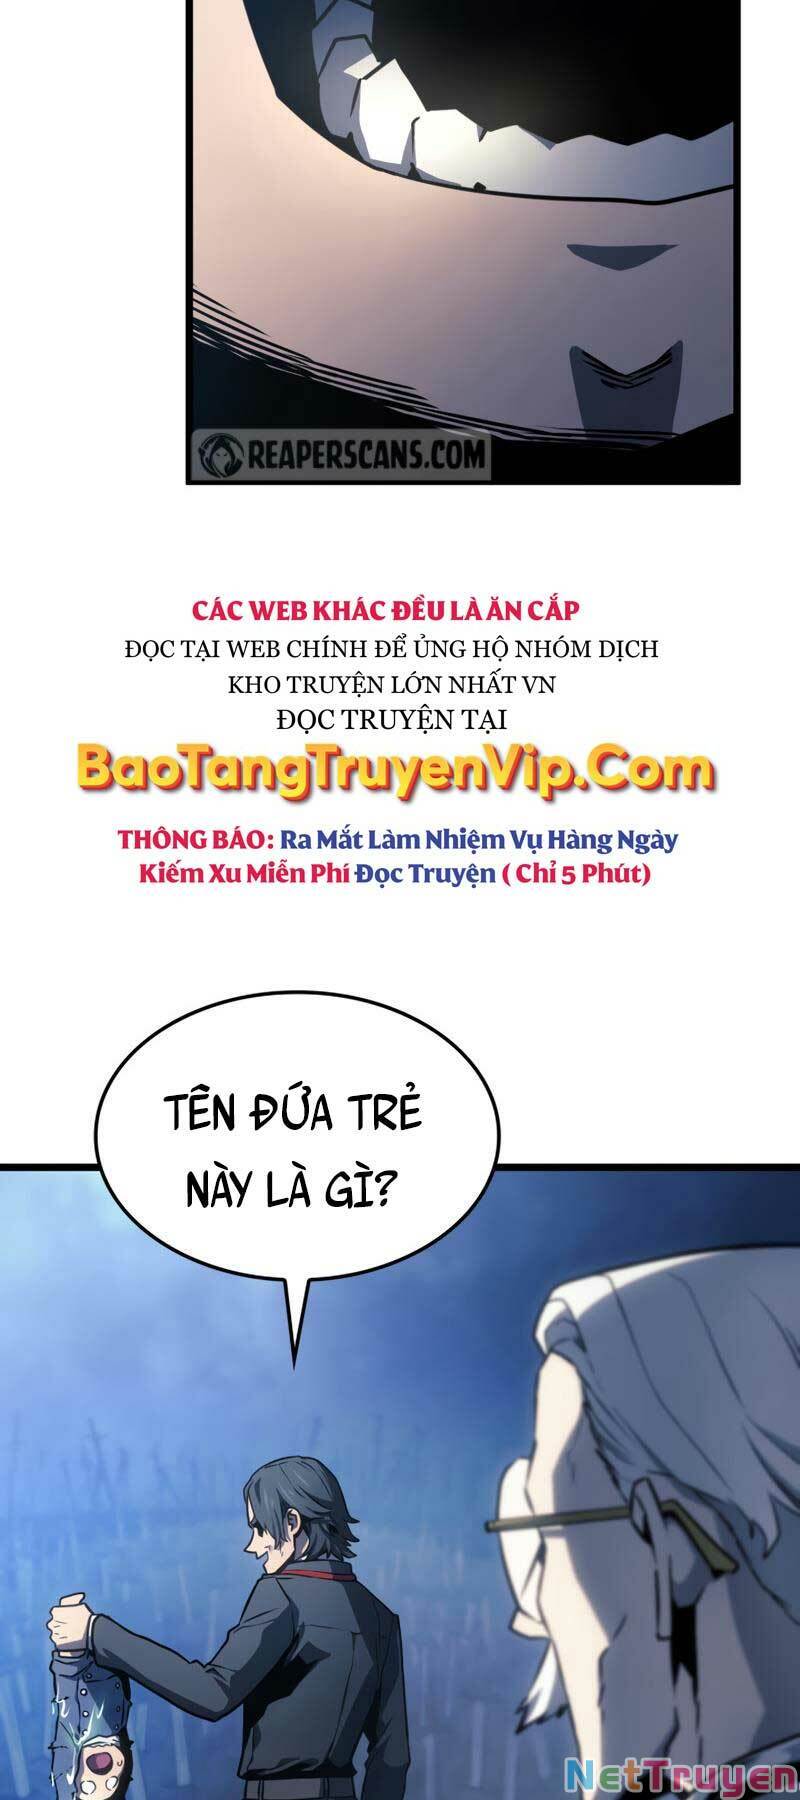 REAPERSCANS.COM
CÁC WEB KHÁC ĐỀU LÀ ĂN CẮP
ĐỌC TẠI WEB CHÍNH ĐỂ ỦNG HỘ NHÓM DỊCH
KHO TRUYỆN LỚN NHẤT VN
ĐỌC TRUYỆN TẠI
BaoTangTruyenVip.Com
THÔNG BÁO: Ra Mắt Làm Nhiệm Vụ Hàng Ngày
Kiếm Xu Miễn Phí Đọc Truyện ( Chỉ 5 Phút)
TÊN ĐỨA TRẺ
NÀY LÀ GÌ?
NetTruyen